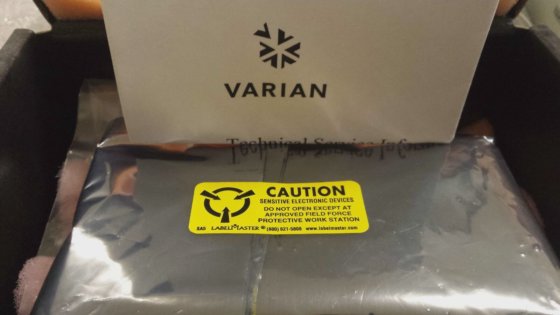 VARIAN
Technical Service
CAUTION
SENSITIVE ELECTRONIC DEVICES
DO NOT OPEN EXCEPT AT
APPROVED FIELD FORCE
PROTECTIVE WORK STATION
LABELMASTER ® (800) 621-5808 www.labelmaster.com